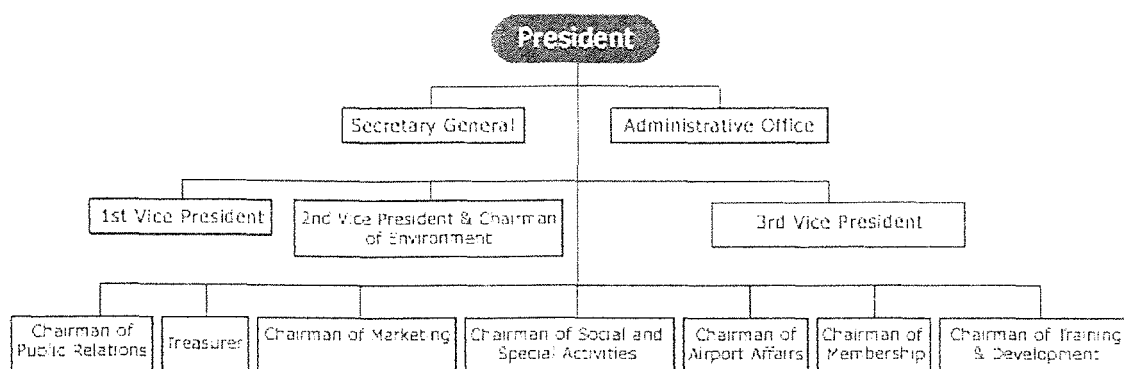 President
Secretary General
Administrative Office
1st Vice President
2nd Vice President & Chairman
of Environment
3rd Vice President
Chairman of
Public Relations
Treasurer
Chairman of Marketing
Chairman of Social and
Special Activities
Chairman of
Airport Affairs
Chairman of
Membership
Chairman of Training
& Development